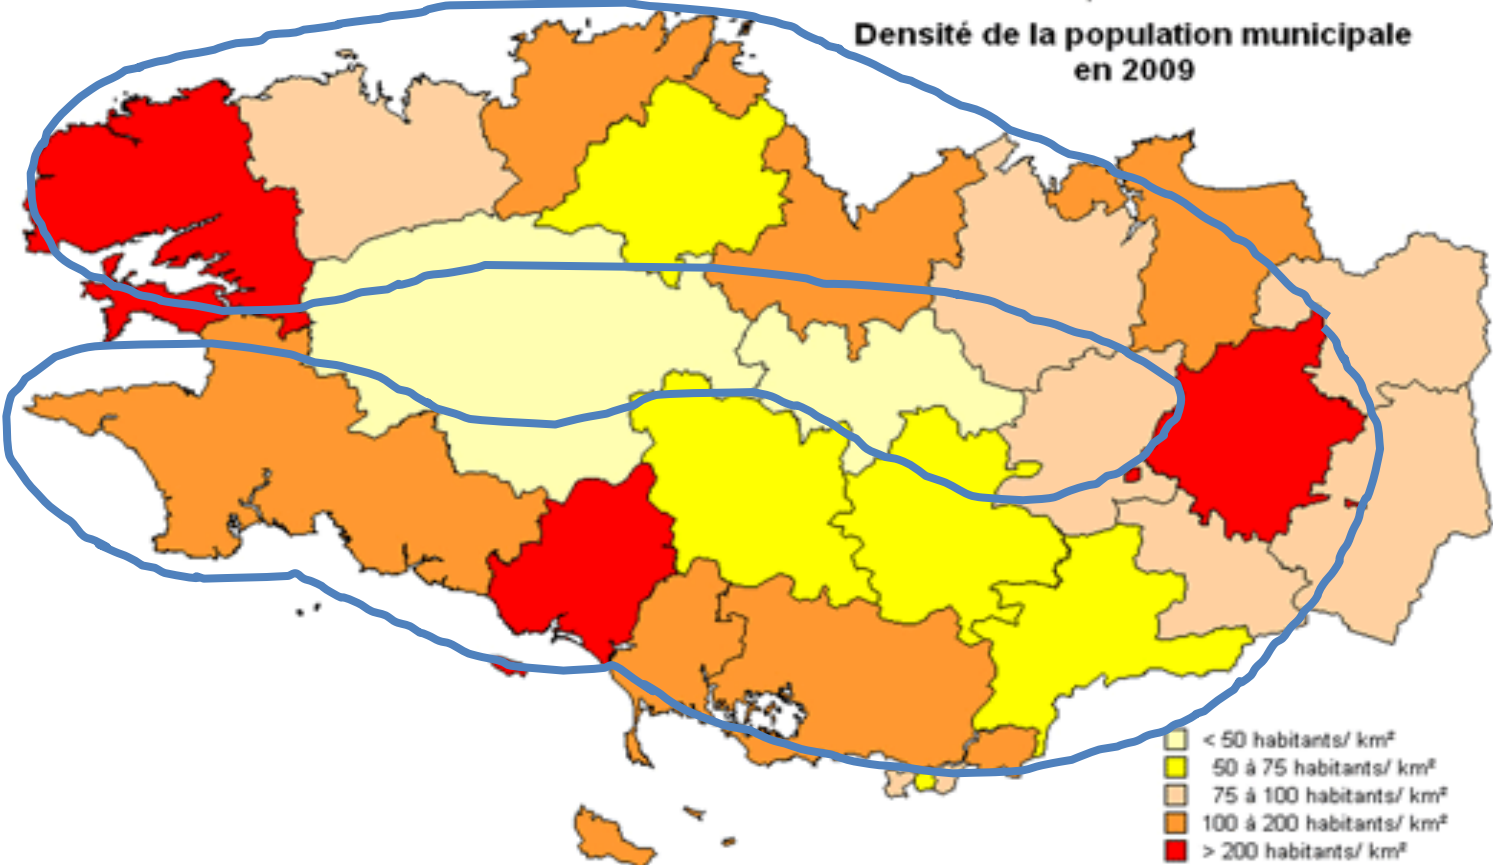 Densité de la population municipale
en 2009
< 50 habitants/ km²
50 à 75 habitants/ km²
75 à 100 habitants/ km²
100 à 200 habitants/ km²
> 200 habitants/ km²